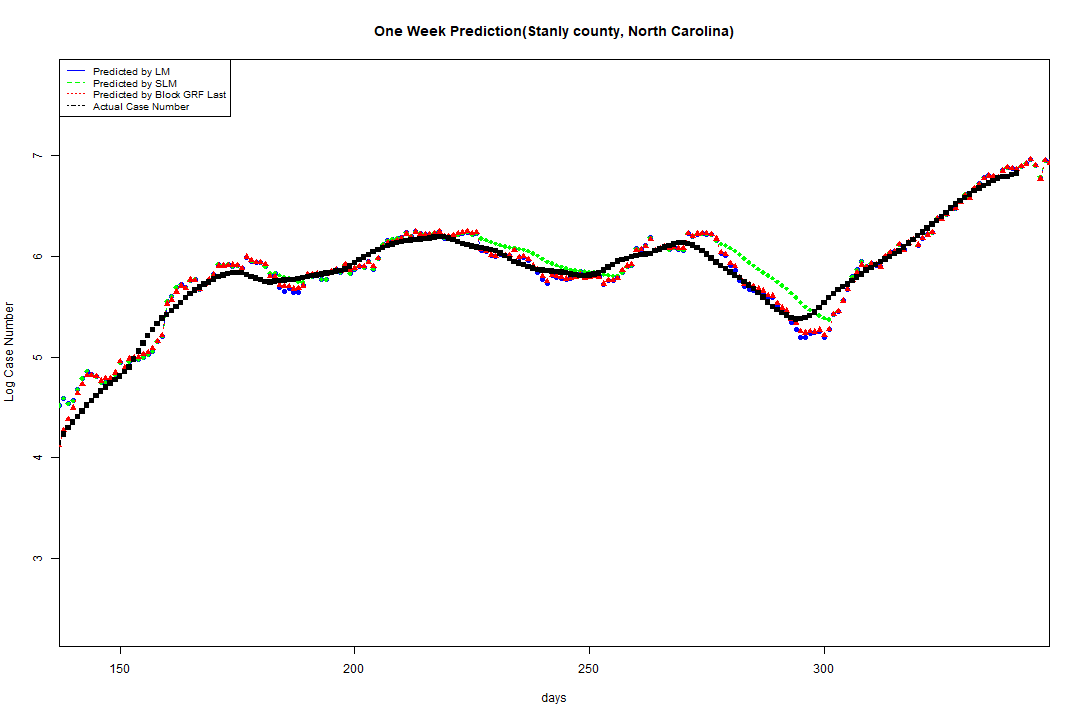 One Week Prediction(Stanly county, North Carolina)
Predicted by LM
Predicted by SLM
Predicted by Block GRF Last
Actual Case Number
7
6
5
4
3
Log Case Number
150 200 250 300
days